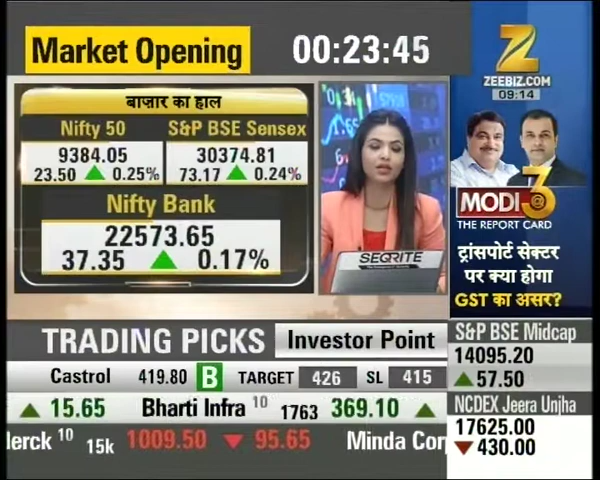 Market Opening
00:23:45
ZEEBIZ.COM
09:14
बाज़ार का हाल
Nifty 50
9384.05
23.50 ▲ 0.25%
S&P BSE Sensex
30374.81
73.17 ▲ 0.24%
Nifty Bank
22573.65
37.35 ▲ 0.17%
SEQRITE
MODI@3
THE REPORT CARD
ट्रांसपोर्ट सेक्टर
पर क्या होगा
GST का असर?
TRADING PICKS
Investor Point
Castrol 419.80 B TARGET 426 SL 415
▲ 15.65 Bharti Infra 10 1763 369.10 ▲
lerck 10 15k 1009.50 ▼ 95.65 Minda Cor
S&P BSE Midcap
14095.20
▲ 57.50
NCDEX Jeera Unjha
17625.00
▼ 430.00